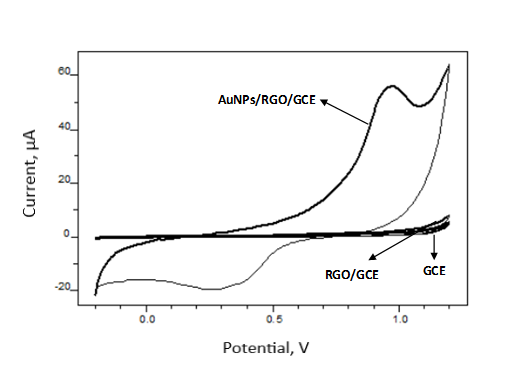 60
AuNPs/RGO/GCE
40
20
0
-20
RGO/GCE
GCE
0.0
0.5
1.0
Current, µA
Potential, V